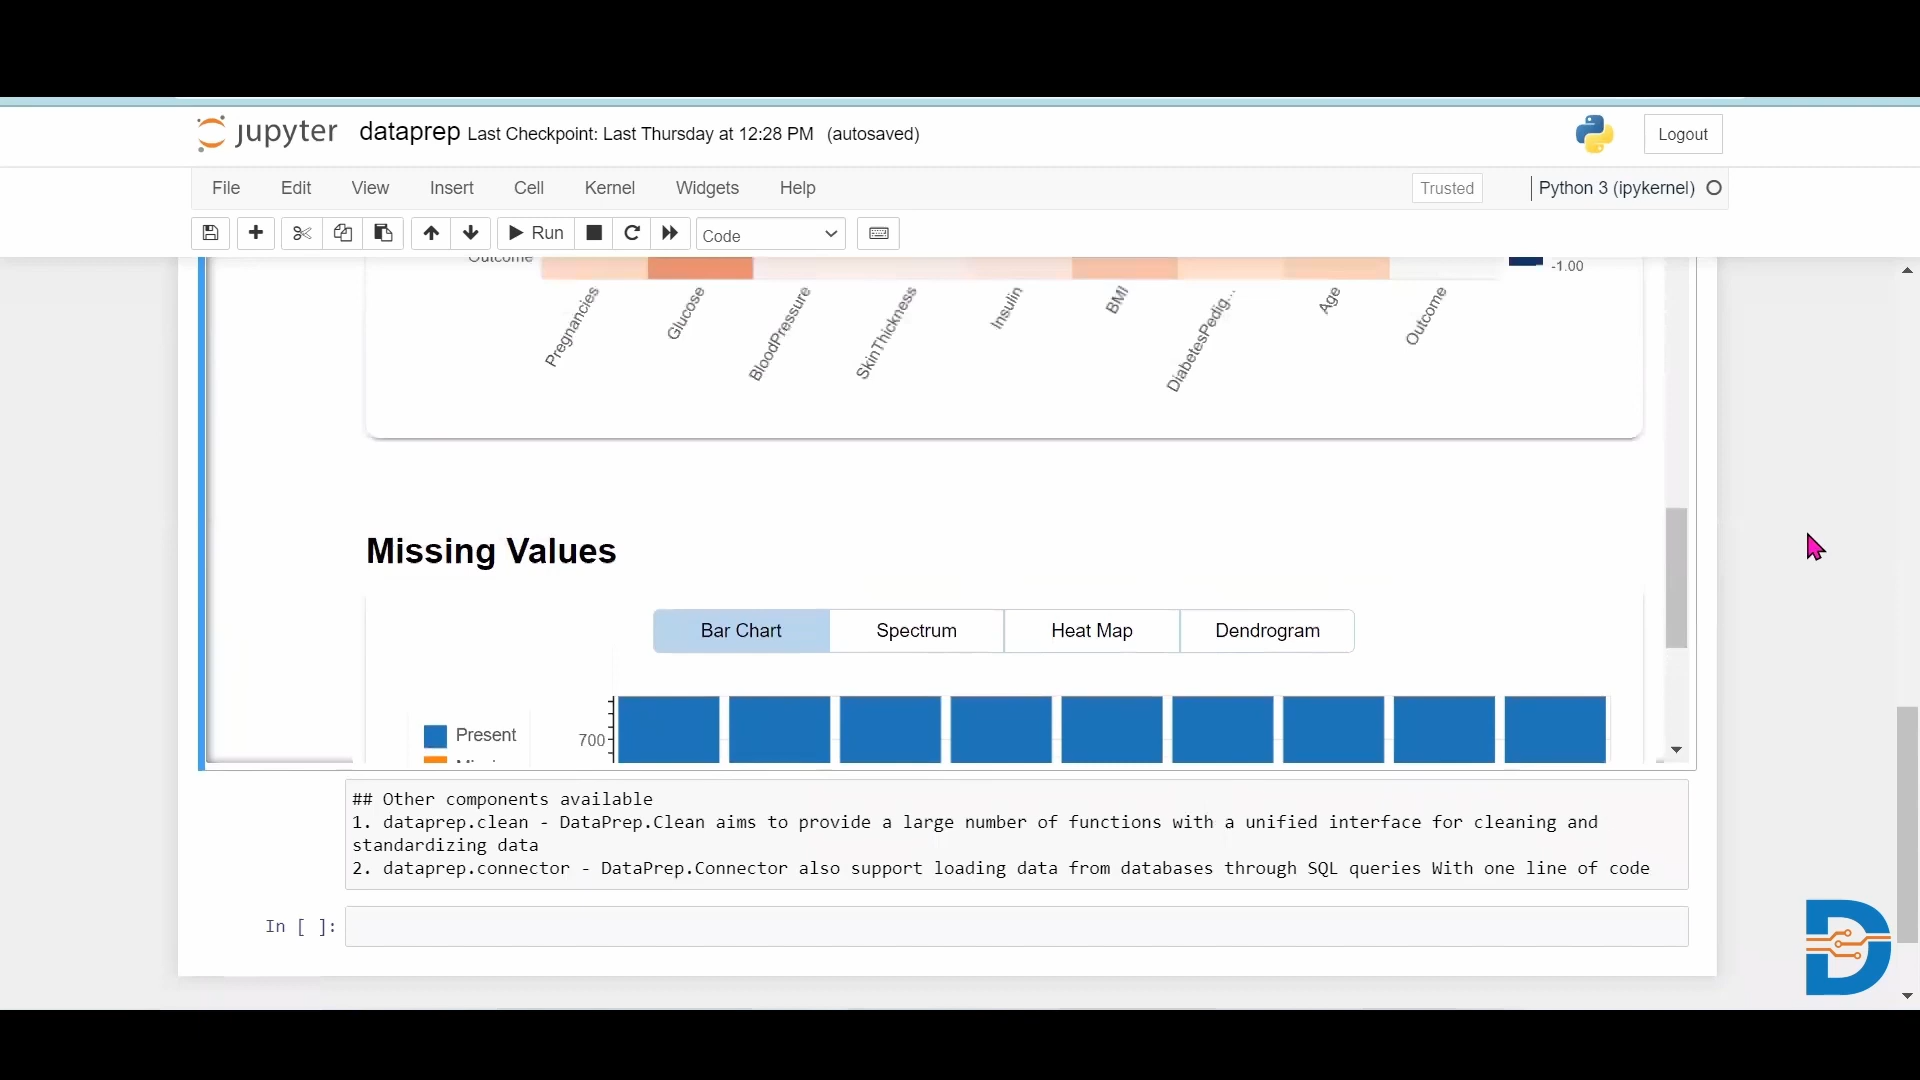 jupyter dataprep Last Checkpoint: Last Thursday at 12:28 PM (autosaved) Logout
File Edit View Insert Cell Kernel Widgets Help Trusted Python 3 (ipykernel)
Run Code
Outcome -1.00
Pregnancies Glucose BloodPressure SkinThickness Insulin BMI DiabetesPedig... Age Outcome
Missing Values
Bar Chart Spectrum Heat Map Dendrogram
Present 700
## Other components available
1. dataprep.clean - DataPrep.Clean aims to provide a large number of functions with a unified interface for cleaning and
standardizing data
2. dataprep.connector - DataPrep.Connector also support loading data from databases through SQL queries With one line of code
In [ ]: